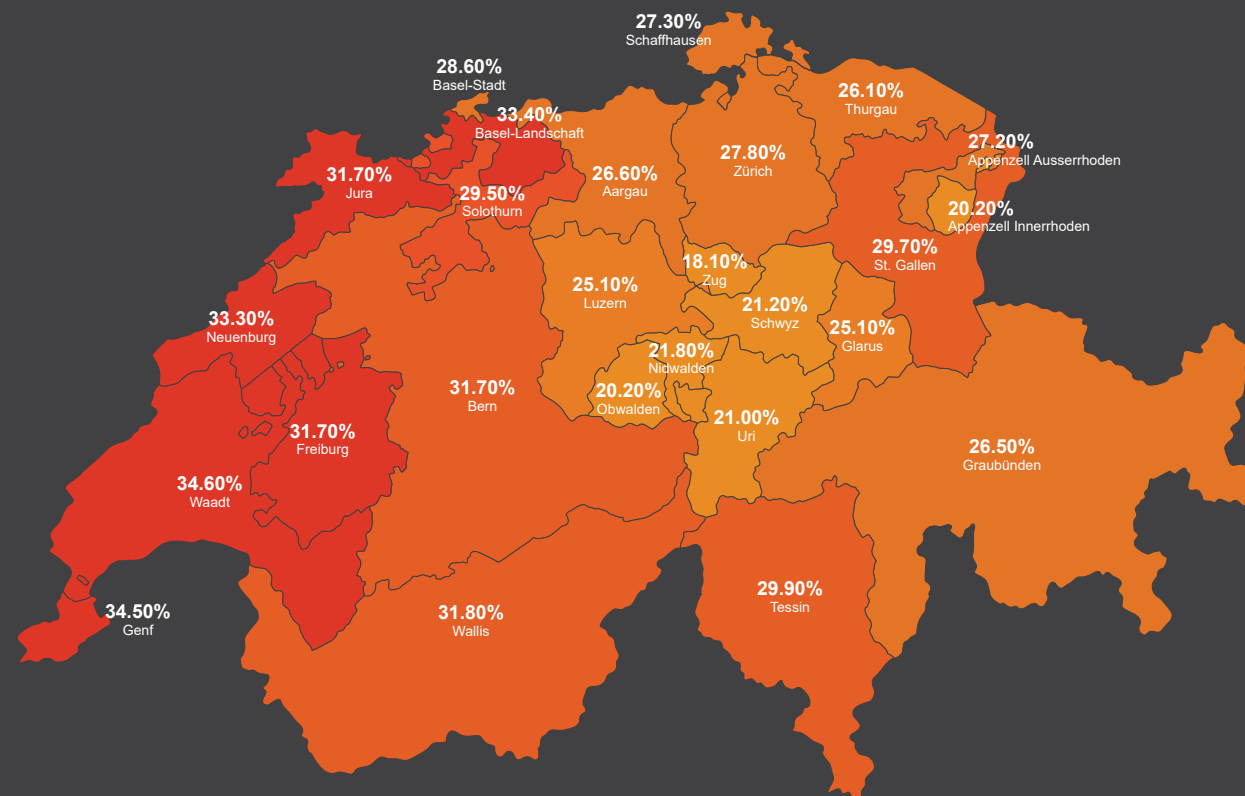 27.30%
Schaffhausen
28.60%
Basel-Stadt
26.10%
Thurgau
33.40%
Basel-Landschaft
27.20%
Appenzell Ausserrhoden
27.80%
Zürich
31.70%
Jura
26.60%
Aargau
29.50%
Solothurn
20.20%
Appenzell Innerrhoden
29.70%
St. Gallen
18.10%
Zug
25.10%
Luzern
21.20%
Schwyz
33.30%
Neuenburg
25.10%
Glarus
21.80%
Nidwalden
31.70%
Bern
20.20%
Obwalden
21.00%
Uri
31.70%
Freiburg
26.50%
Graubünden
34.60%
Waadt
29.90%
Tessin
34.50%
Genf
31.80%
Wallis